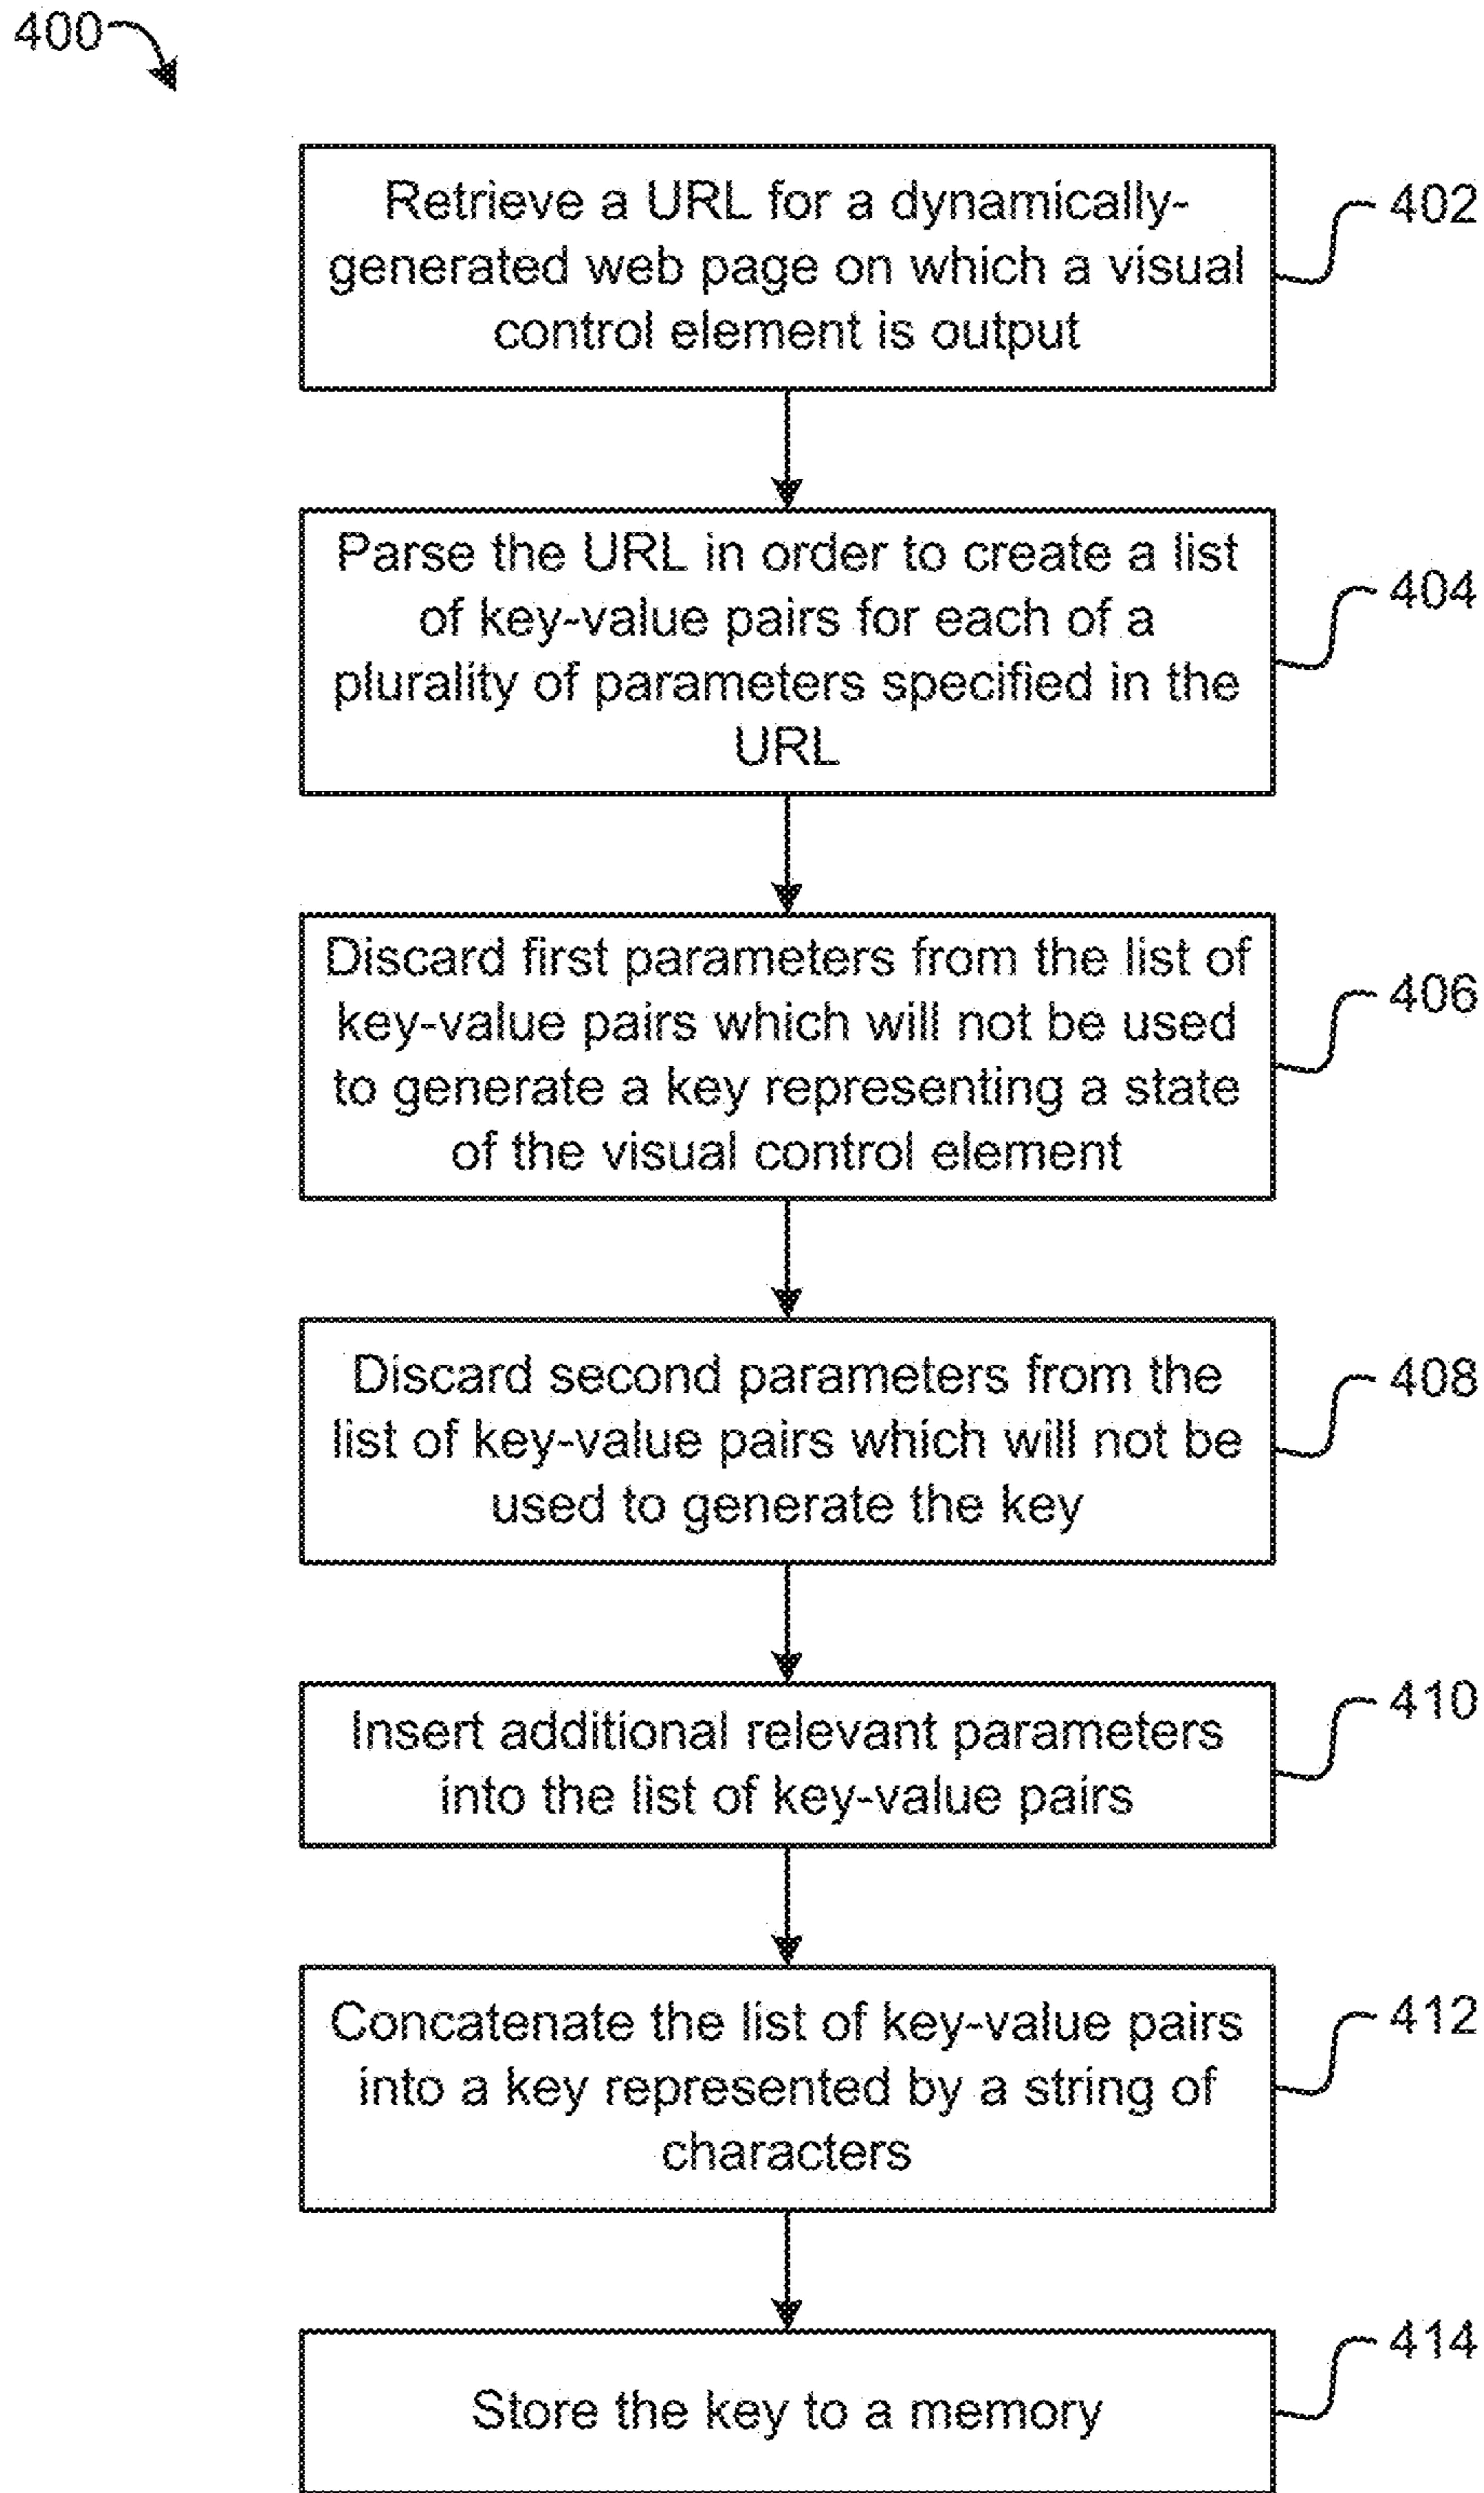 400
Retrieve a URL for a dynamically-
generated web page on which a visual
control element is output
402
Parse the URL in order to create a list
of key-value pairs for each of a
plurality of parameters specified in the
URL
404
Discard first parameters from the list of
key-value pairs which will not be used
to generate a key representing a state
of the visual control element
406
Discard second parameters from the
list of key-value pairs which will not be
used to generate the key
408
Insert additional relevant parameters
into the list of key-value pairs
410
Concatenate the list of key-value pairs
into a key represented by a string of
characters
412
Store the key to a memory
414